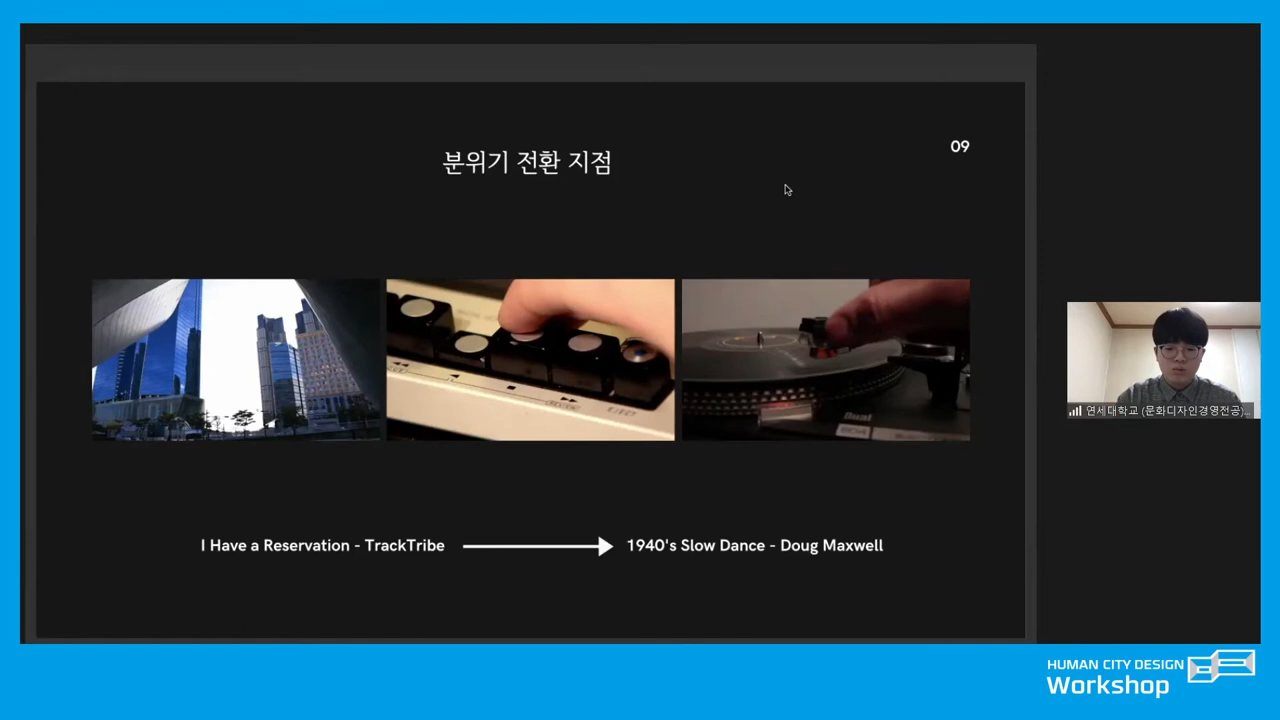 분위기 전환 지점
09
I Have a Reservation - TrackTribe
1940's Slow Dance - Doug Maxwell
연세대학교 (문화디자인경영전공)...
HUMAN CITY DESIGN
Workshop